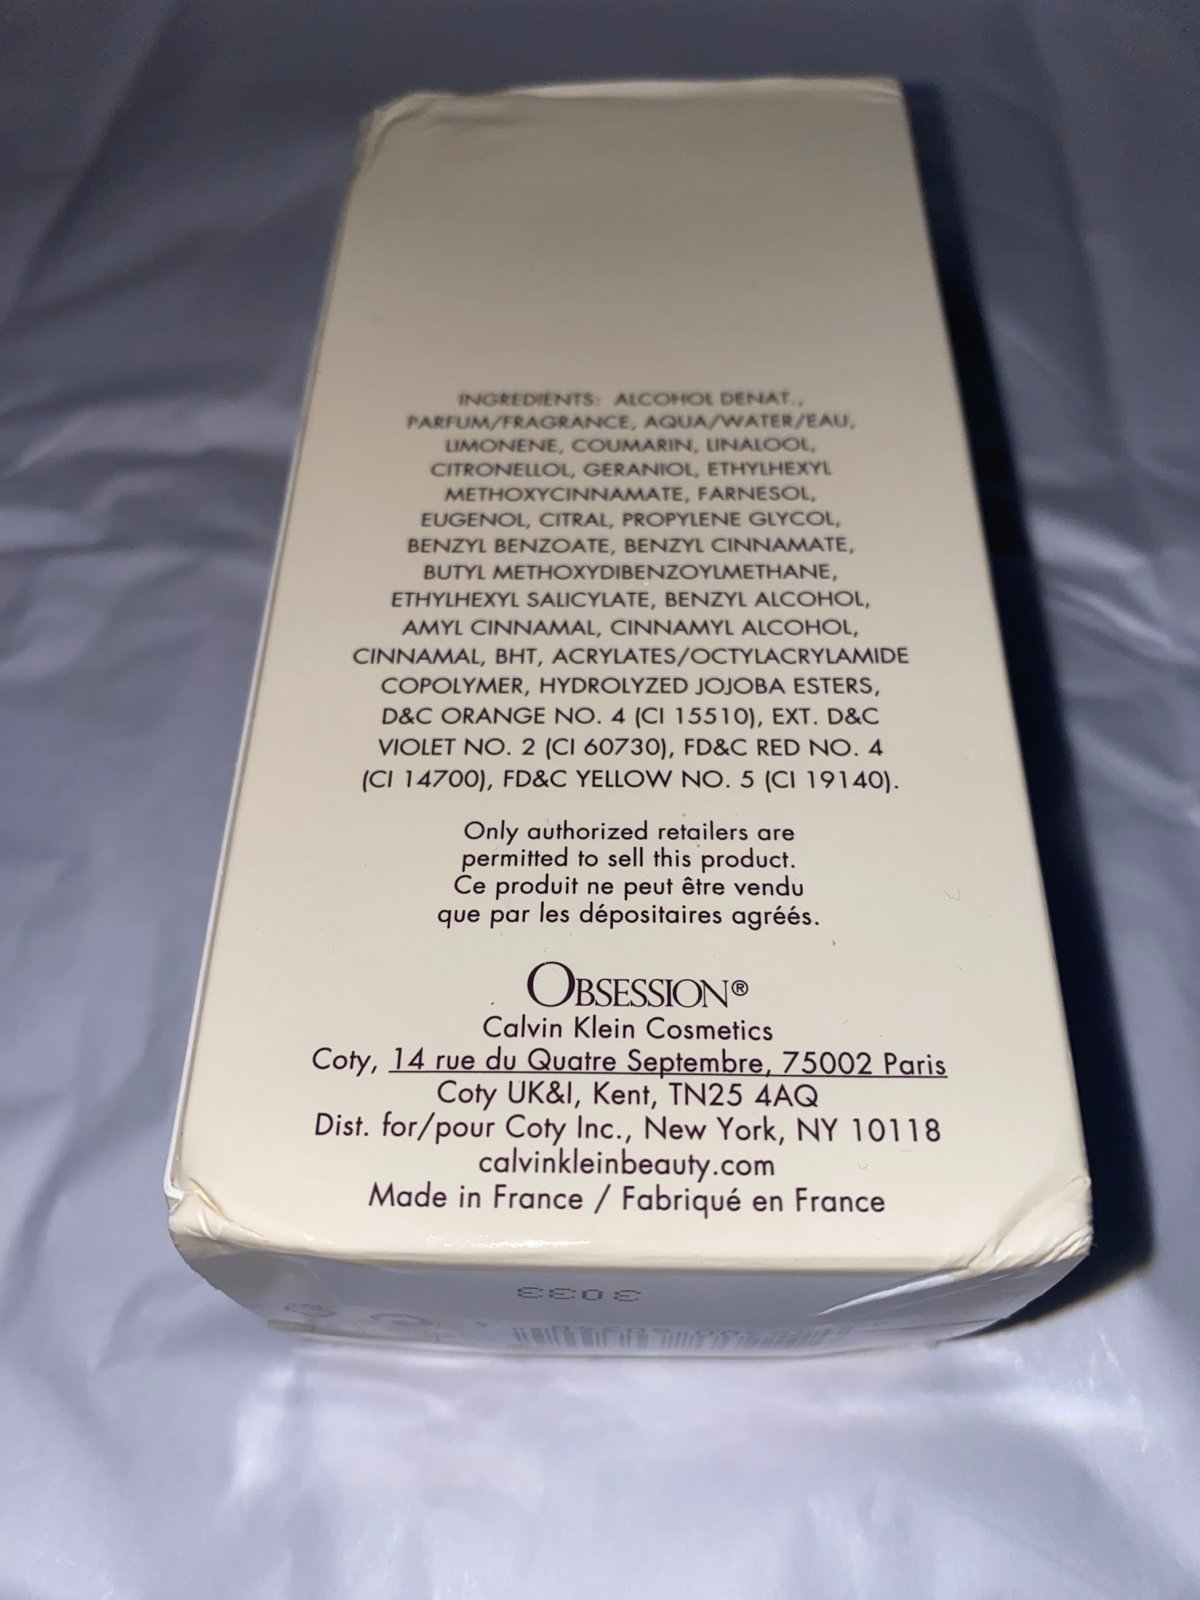 INGREDIENTS: ALCOHOL DENAT.,
PARFUM/FRAGRANCE, AQUA/WATER/EAU,
LIMONENE, COUMARIN, LINALOOL,
CITRONELLOL, GERANIOL, ETHYLHEXYL
METHOXYCINNAMATE, FARNESOL,
EUGENOL, CITRAL, PROPYLENE GLYCOL,
BENZYL BENZOATE, BENZYL CINNAMATE,
BUTYL METHOXYDIBENZOYLMETHANE,
ETHYLHEXYL SALICYLATE, BENZYL ALCOHOL,
AMYL CINNAMAL, CINNAMYL ALCOHOL,
CINNAMAL, BHT, ACRYLATES/OCTYLACRYLAMIDE
COPOLYMER, HYDROLYZED JOJOBA ESTERS,
D&C ORANGE NO. 4 (CI 15510), EXT. D&C
VIOLET NO. 2 (CI 60730), FD&C RED NO. 4
(CI 14700), FD&C YELLOW NO. 5 (CI 19140).
Only authorized retailers are
permitted to sell this product.
Ce produit ne peut être vendu
que par les dépositaires agréés.
OBSESSION®
Calvin Klein Cosmetics
Coty, 14 rue du Quatre Septembre, 75002 Paris
Coty UK&I, Kent, TN25 4AQ
Dist. for/pour Coty Inc., New York, NY 10118
calvinkleinbeauty.com
Made in France / Fabriqué en France